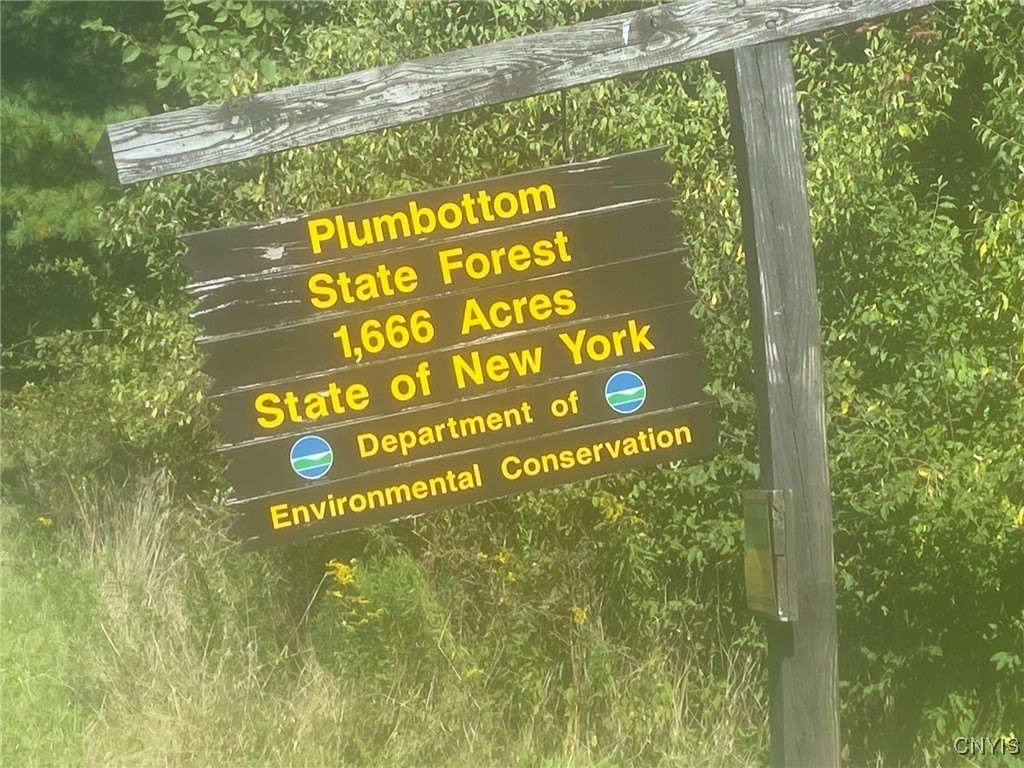 Plumbottom
State Forest
1,666 Acres
State of New York
Department of
Environmental Conservation
CNYIS